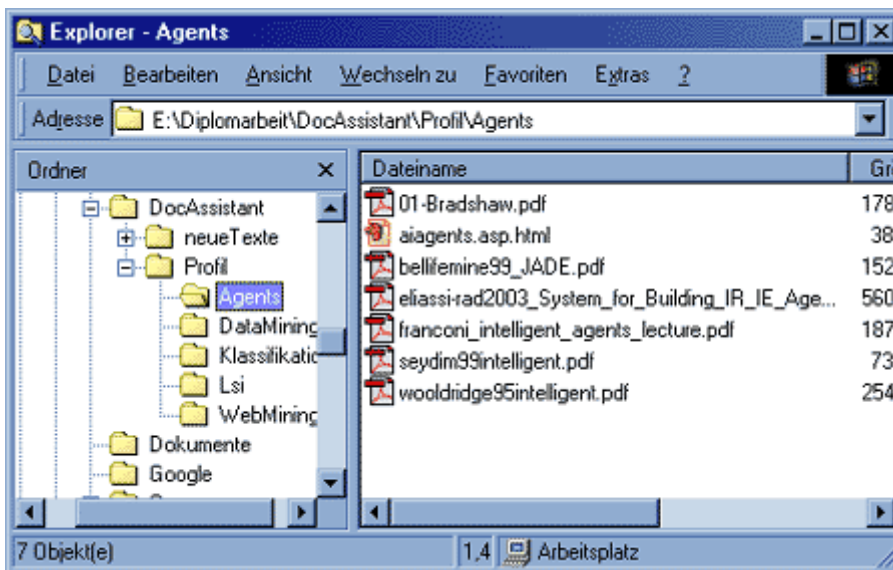 Explorer - Agents
Datei Bearbeiten Ansicht Wechseln zu Favoriten Extras ?
Adresse E:\Diplomarbeit\DocAssistant\Profil\Agents
Ordner
DocAssistant
neueTexte
Profil
Agents
DataMining
Klassifikatio
Lsi
WebMining
Dokumente
Google
Dateiname Gr
01-Bradshaw.pdf 178
aiagents.asp.html 38
bellifemine99_JADE.pdf 152
eliassi-rad2003_System_for_Building_IR_IE_Age... 560
franconi_intelligent_agents_lecture.pdf 187
seydim99intelligent.pdf 73
wooldridge95intelligent.pdf 254
7 Objekt(e) 1,4 Arbeitsplatz